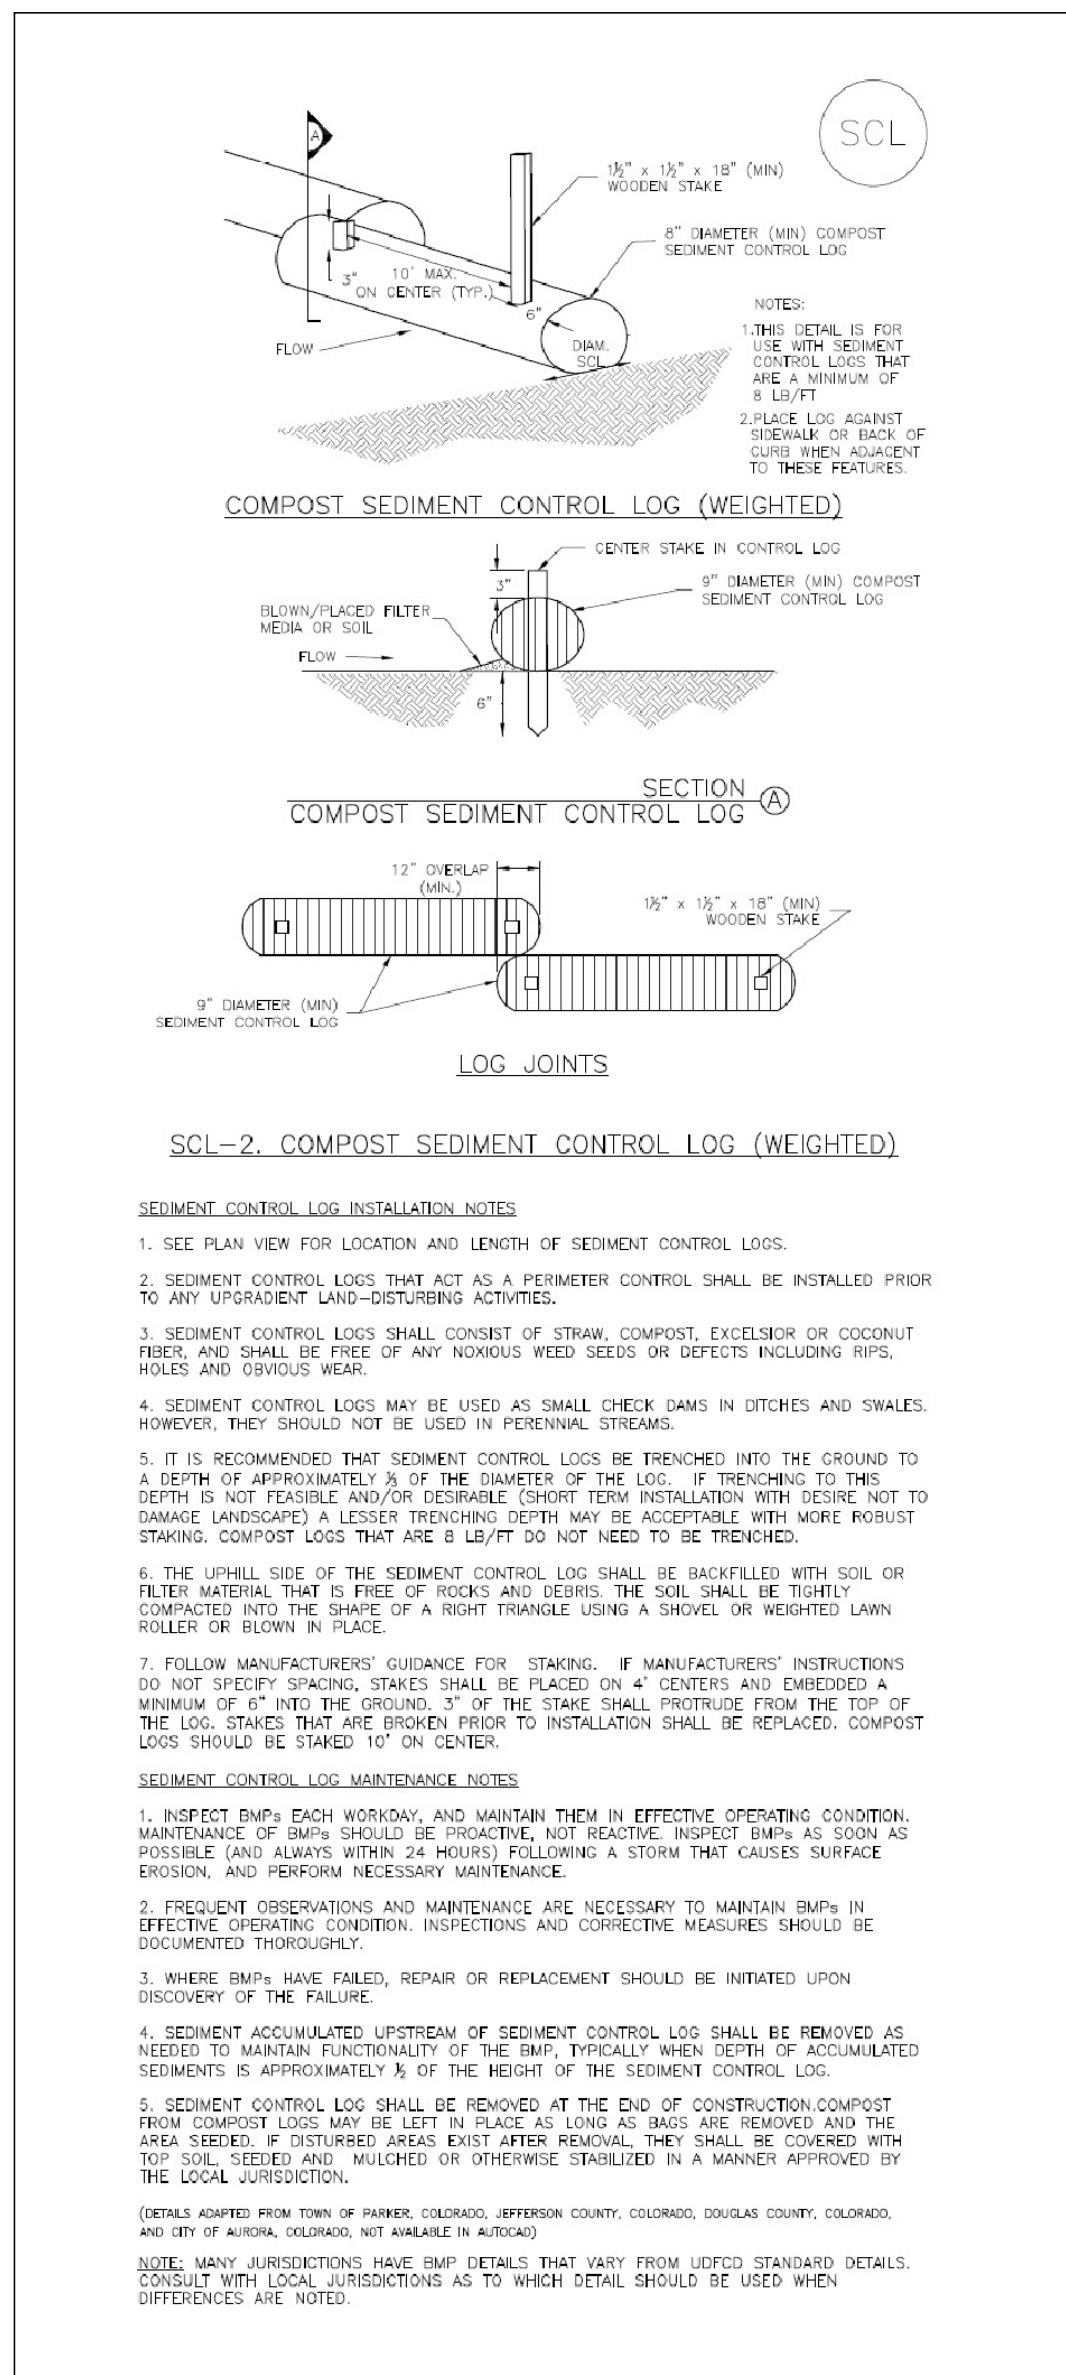 SCL
A
1½" x 1½" x 18" (MIN)
WOODEN STAKE
8" DIAMETER (MIN) COMPOST
SEDIMENT CONTROL LOG
3"
10' MAX.
ON CENTER (TYP.)
6"
DIAM.
SCL
FLOW
NOTES:
1.THIS DETAIL IS FOR
USE WITH SEDIMENT
CONTROL LOGS THAT
ARE A MINIMUM OF
8 LB/FT
2.PLACE LOG AGAINST
SIDEWALK OR BACK OF
CURB WHEN ADJACENT
TO THESE FEATURES.
COMPOST SEDIMENT CONTROL LOG (WEIGHTED)
CENTER STAKE IN CONTROL LOG
3"
9" DIAMETER (MIN) COMPOST
SEDIMENT CONTROL LOG
BLOWN/PLACED FILTER
MEDIA OR SOIL
FLOW
6"
SECTION A
COMPOST SEDIMENT CONTROL LOG
12" OVERLAP
(MIN.)
1½" x 1½" x 18" (MIN)
WOODEN STAKE
9" DIAMETER (MIN)
SEDIMENT CONTROL LOG
LOG JOINTS
SCL-2. COMPOST SEDIMENT CONTROL LOG (WEIGHTED)
SEDIMENT CONTROL LOG INSTALLATION NOTES
1. SEE PLAN VIEW FOR LOCATION AND LENGTH OF SEDIMENT CONTROL LOGS.
2. SEDIMENT CONTROL LOGS THAT ACT AS A PERIMETER CONTROL SHALL BE INSTALLED PRIOR
TO ANY UPGRADIENT LAND-DISTURBING ACTIVITIES.
3. SEDIMENT CONTROL LOGS SHALL CONSIST OF STRAW, COMPOST, EXCELSIOR OR COCONUT
FIBER, AND SHALL BE FREE OF ANY NOXIOUS WEED SEEDS OR DEFECTS INCLUDING RIPS,
HOLES AND OBVIOUS WEAR.
4. SEDIMENT CONTROL LOGS MAY BE USED AS SMALL CHECK DAMS IN DITCHES AND SWALES.
HOWEVER, THEY SHOULD NOT BE USED IN PERENNIAL STREAMS.
5. IT IS RECOMMENDED THAT SEDIMENT CONTROL LOGS BE TRENCHED INTO THE GROUND TO
A DEPTH OF APPROXIMATELY ⅓ OF THE DIAMETER OF THE LOG. IF TRENCHING TO THIS
DEPTH IS NOT FEASIBLE AND/OR DESIRABLE (SHORT TERM INSTALLATION WITH DESIRE NOT TO
DAMAGE LANDSCAPE) A LESSER TRENCHING DEPTH MAY BE ACCEPTABLE WITH MORE ROBUST
STAKING. COMPOST LOGS THAT ARE 8 LB/FT DO NOT NEED TO BE TRENCHED.
6. THE UPHILL SIDE OF THE SEDIMENT CONTROL LOG SHALL BE BACKFILLED WITH SOIL OR
FILTER MATERIAL THAT IS FREE OF ROCKS AND DEBRIS. THE SOIL SHALL BE TIGHTLY
COMPACTED INTO THE SHAPE OF A RIGHT TRIANGLE USING A SHOVEL OR WEIGHTED LAWN
ROLLER OR BLOWN IN PLACE.
7. FOLLOW MANUFACTURERS' GUIDANCE FOR STAKING. IF MANUFACTURERS' INSTRUCTIONS
DO NOT SPECIFY SPACING, STAKES SHALL BE PLACED ON 4' CENTERS AND EMBEDDED A
MINIMUM OF 6" INTO THE GROUND. 3" OF THE STAKE SHALL PROTRUDE FROM THE TOP OF
THE LOG. STAKES THAT ARE BROKEN PRIOR TO INSTALLATION SHALL BE REPLACED. COMPOST
LOGS SHOULD BE STAKED 10' ON CENTER.
SEDIMENT CONTROL LOG MAINTENANCE NOTES
1. INSPECT BMPs EACH WORKDAY, AND MAINTAIN THEM IN EFFECTIVE OPERATING CONDITION.
MAINTENANCE OF BMPs SHOULD BE PROACTIVE, NOT REACTIVE. INSPECT BMPs AS SOON AS
POSSIBLE (AND ALWAYS WITHIN 24 HOURS) FOLLOWING A STORM THAT CAUSES SURFACE
EROSION, AND PERFORM NECESSARY MAINTENANCE.
2. FREQUENT OBSERVATIONS AND MAINTENANCE ARE NECESSARY TO MAINTAIN BMPs IN
EFFECTIVE OPERATING CONDITION. INSPECTIONS AND CORRECTIVE MEASURES SHOULD BE
DOCUMENTED THOROUGHLY.
3. WHERE BMPs HAVE FAILED, REPAIR OR REPLACEMENT SHOULD BE INITIATED UPON
DISCOVERY OF THE FAILURE.
4. SEDIMENT ACCUMULATED UPSTREAM OF SEDIMENT CONTROL LOG SHALL BE REMOVED AS
NEEDED TO MAINTAIN FUNCTIONALITY OF THE BMP, TYPICALLY WHEN DEPTH OF ACCUMULATED
SEDIMENTS IS APPROXIMATELY ½ OF THE HEIGHT OF THE SEDIMENT CONTROL LOG.
5. SEDIMENT CONTROL LOG SHALL BE REMOVED AT THE END OF CONSTRUCTION.COMPOST
FROM COMPOST LOGS MAY BE LEFT IN PLACE AS LONG AS BAGS ARE REMOVED AND THE
AREA SEEDED. IF DISTURBED AREAS EXIST AFTER REMOVAL, THEY SHALL BE COVERED WITH
TOP SOIL, SEEDED AND MULCHED OR OTHERWISE STABILIZED IN A MANNER APPROVED BY
THE LOCAL JURISDICTION.
(DETAILS ADAPTED FROM TOWN OF PARKER, COLORADO, JEFFERSON COUNTY, COLORADO, DOUGLAS COUNTY, COLORADO,
AND CITY OF AURORA, COLORADO, NOT AVAILABLE IN AUTOCAD)
NOTE: MANY JURISDICTIONS HAVE BMP DETAILS THAT VARY FROM UDFCD STANDARD DETAILS.
CONSULT WITH LOCAL JURISDICTIONS AS TO WHICH DETAIL SHOULD BE USED WHEN
DIFFERENCES ARE NOTED.